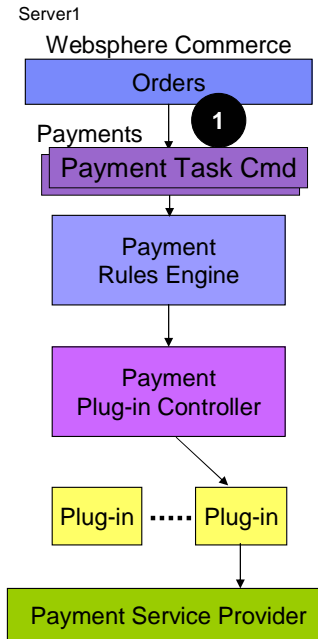 Server1
Websphere Commerce
Orders
1
Payments
Payment Task Cmd
Payment
Rules Engine
Payment
Plug-in Controller
Plug-in
Plug-in
Payment Service Provider